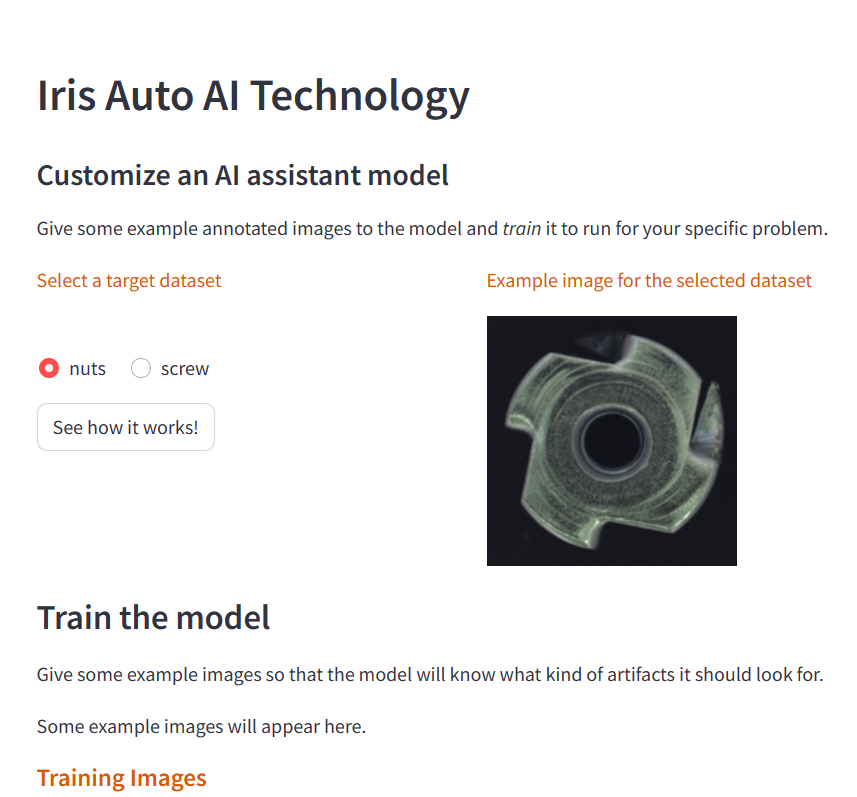 Iris Auto AI Technology
Customize an AI assistant model
Give some example annotated images to the model and train it to run for your specific problem.
Select a target dataset
Example image for the selected dataset
nuts
screw
See how it works!
Train the model
Give some example images so that the model will know what kind of artifacts it should look for.
Some example images will appear here.
Training Images